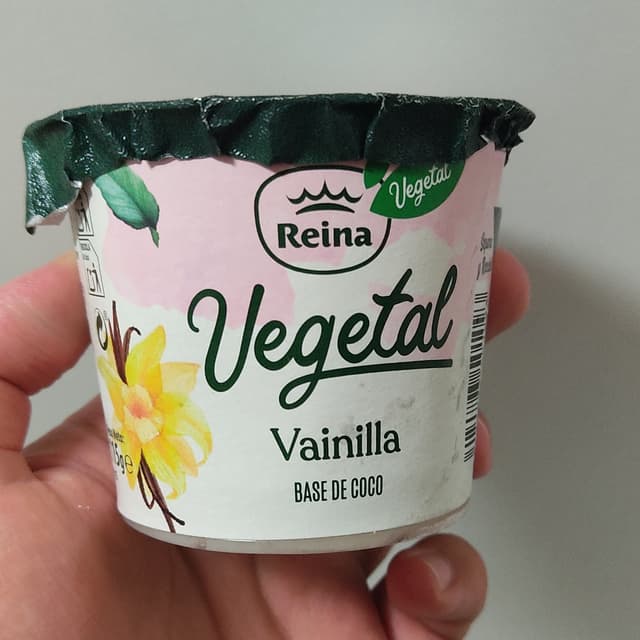 Vegetal
Reina
Vegetal
Vainilla
BASE DE COCO